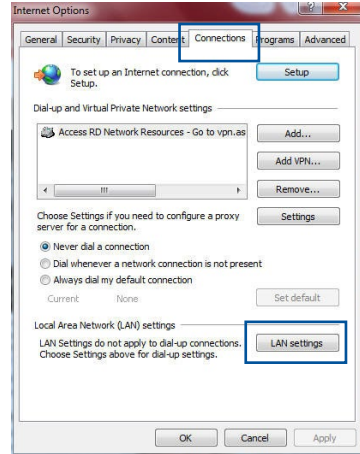 Internet Options
General Security Privacy Content Connections Programs Advanced
To set up an Internet connection, click
Setup.
Setup
Dial-up and Virtual Private Network settings
Access RD Network Resources - Go to vpn.as
Add...
Add VPN...
Remove...
Choose Settings if you need to configure a proxy
server for a connection.
Settings
Never dial a connection
Dial whenever a network connection is not present
Always dial my default connection
Current None
Set default
Local Area Network (LAN) settings
LAN Settings do not apply to dial-up connections.
Choose Settings above for dial-up settings.
LAN settings
OK Cancel Apply